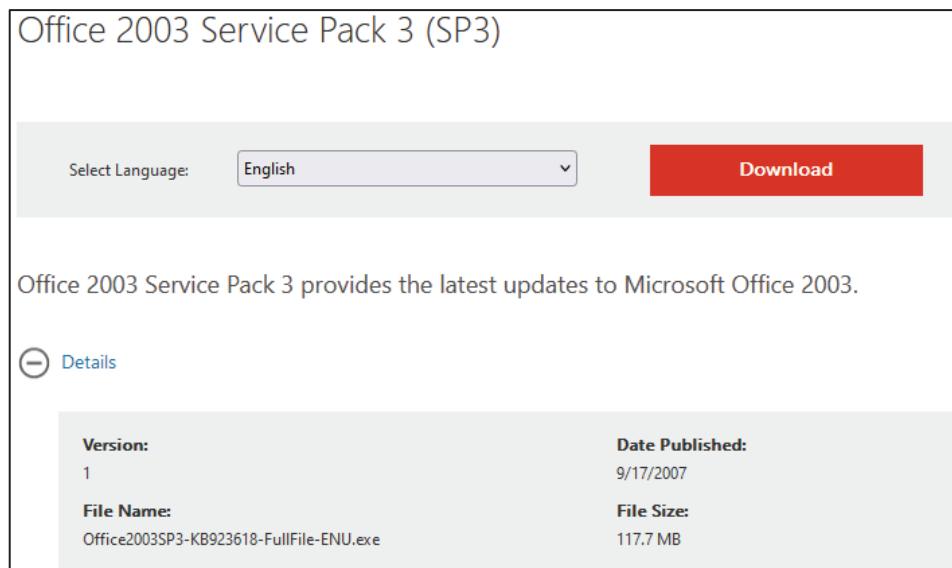 Office 2003 Service Pack 3 (SP3)
Select Language: English Download
Office 2003 Service Pack 3 provides the latest updates to Microsoft Office 2003.
Details
Version: Date Published:
1 9/17/2007
File Name: File Size:
Office2003SP3-KB923618-FullFile-ENU.exe 117.7 MB